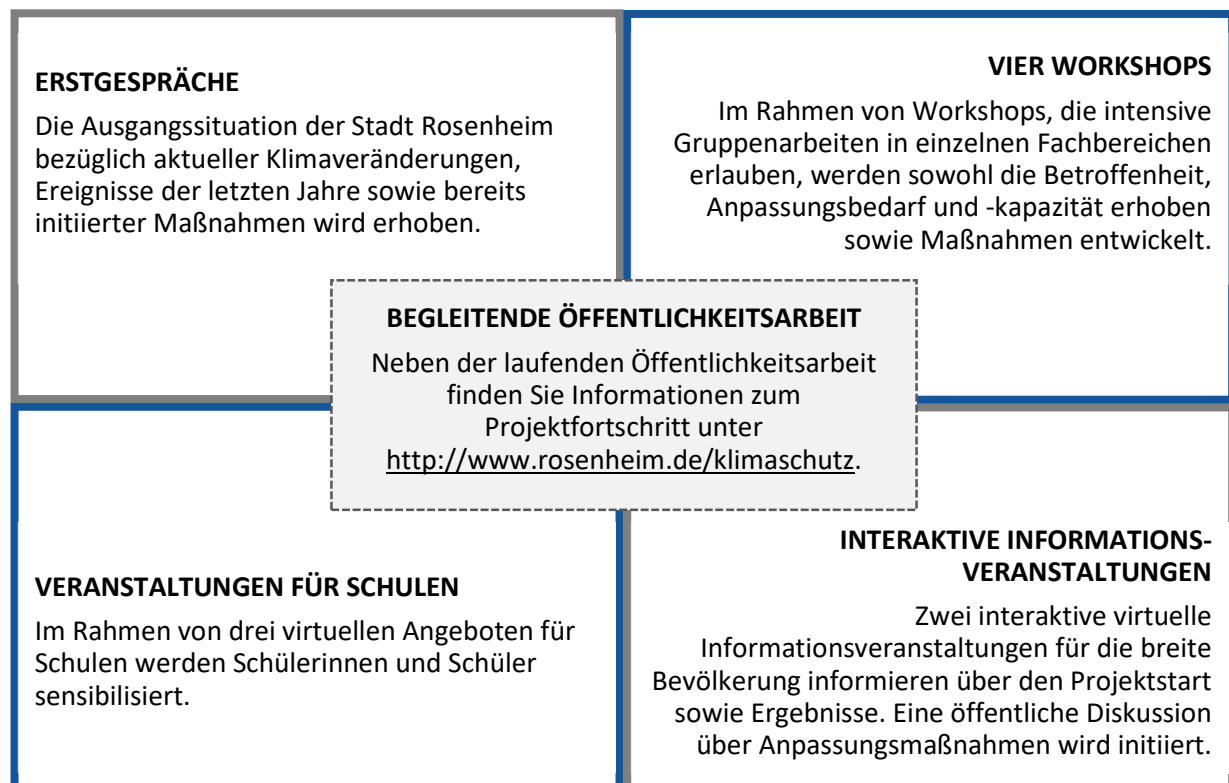 ERSTGESPRÄCHE
Die Ausgangssituation der Stadt Rosenheim
bezüglich aktueller Klimaveränderungen,
Ereignisse der letzten Jahre sowie bereits
initiierter Maßnahmen wird erhoben.
VIER WORKSHOPS
Im Rahmen von Workshops, die intensive
Gruppenarbeiten in einzelnen Fachbereichen
erlauben, werden sowohl die Betroffenheit,
Anpassungsbedarf und -kapazität erhoben
sowie Maßnahmen entwickelt.
BEGLEITENDE ÖFFENTLICHKEITSARBEIT
Neben der laufenden Öffentlichkeitsarbeit
finden Sie Informationen zum
Projektfortschritt unter
http://www.rosenheim.de/klimaschutz.
VERANSTALTUNGEN FÜR SCHULEN
Im Rahmen von drei virtuellen Angeboten für
Schulen werden Schülerinnen und Schüler
sensibilisiert.
INTERAKTIVE INFORMATIONS-
VERANSTALTUNGEN
Zwei interaktive virtuelle
Informationsveranstaltungen für die breite
Bevölkerung informieren über den Projektstart
sowie Ergebnisse. Eine öffentliche Diskussion
über Anpassungsmaßnahmen wird initiiert.